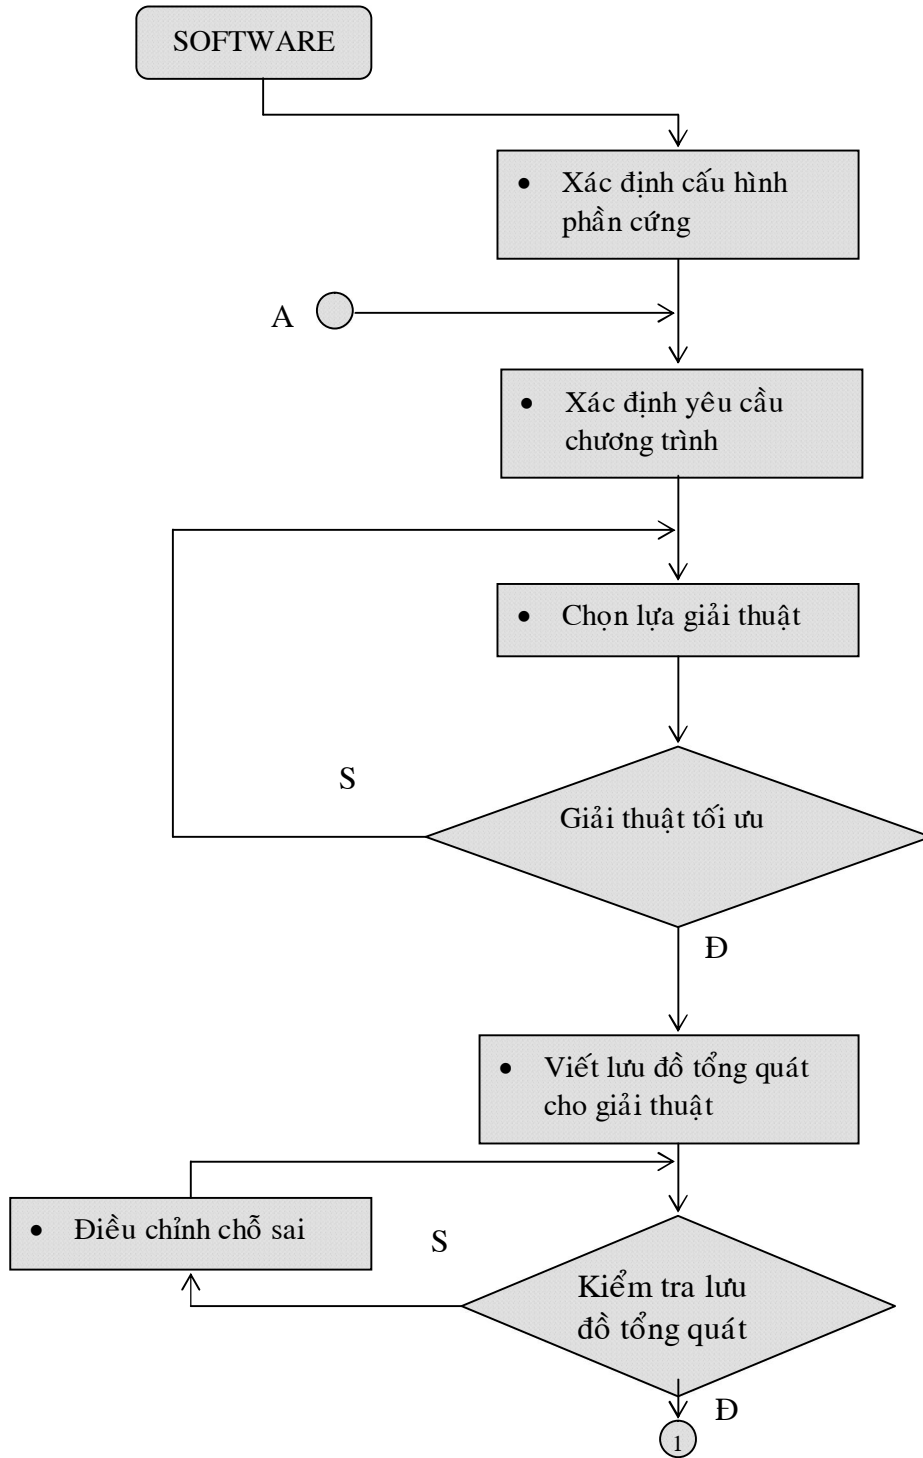 SOFTWARE
• Xác định cấu hình
phần cứng
A
• Xác định yêu cầu
chương trình
• Chọn lựa giải thuật
S
Giải thuật tối ưu
Đ
• Viết lưu đồ tổng quát
cho giải thuật
• Điều chỉnh chỗ sai
S
Kiểm tra lưu
đồ tổng quát
Đ
1